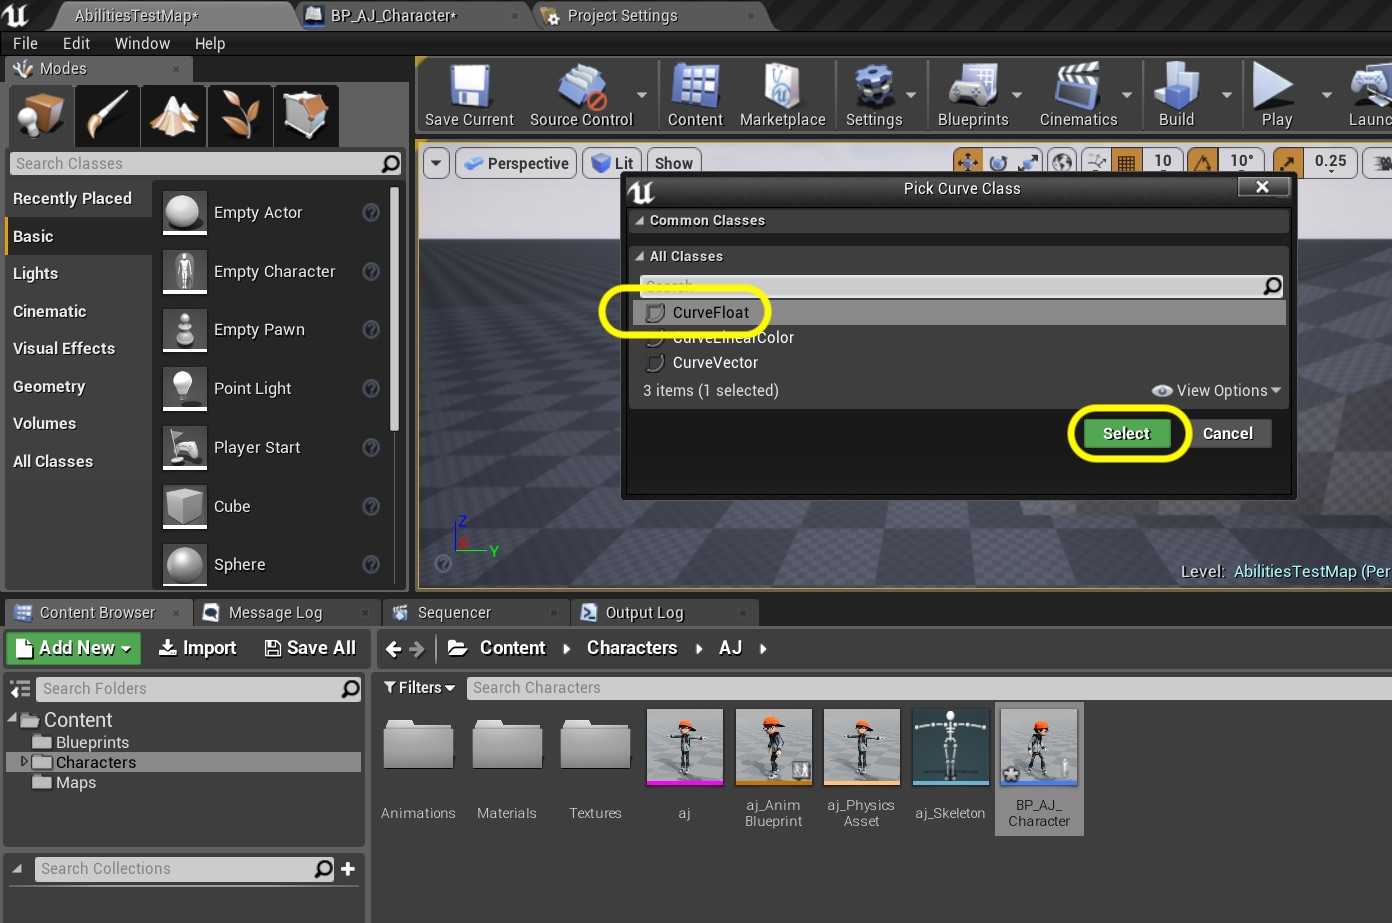 AbilitiesTestMap*
BP_AJ_Character*
Project Settings
File Edit Window Help
Modes
Save Current
Source Control
Content
Marketplace
Settings
Blueprints
Cinematics
Build
Play
Search Classes
Perspective
Lit
Show
10
10°
0.25
Recently Placed
Basic
Lights
Cinematic
Visual Effects
Geometry
Volumes
All Classes
Empty Actor
Empty Character
Empty Pawn
Point Light
Player Start
Cube
Sphere
Pick Curve Class
Common Classes
All Classes
Search
CurveFloat
CurveLinearColor
CurveVector
3 items (1 selected)
View Options
Select
Cancel
Z
X
Y
Level: AbilitiesTestMap (Per
Content Browser
Message Log
Sequencer
Output Log
Add New
Import
Save All
Content
Characters
AJ
Search Folders
Filters
Search Characters
Content
Blueprints
Characters
Maps
Animations
Materials
Textures
aj
aj_Anim
Blueprint
aj_Physics
Asset
aj_Skeleton
BP_AJ_
Character
Search Collections